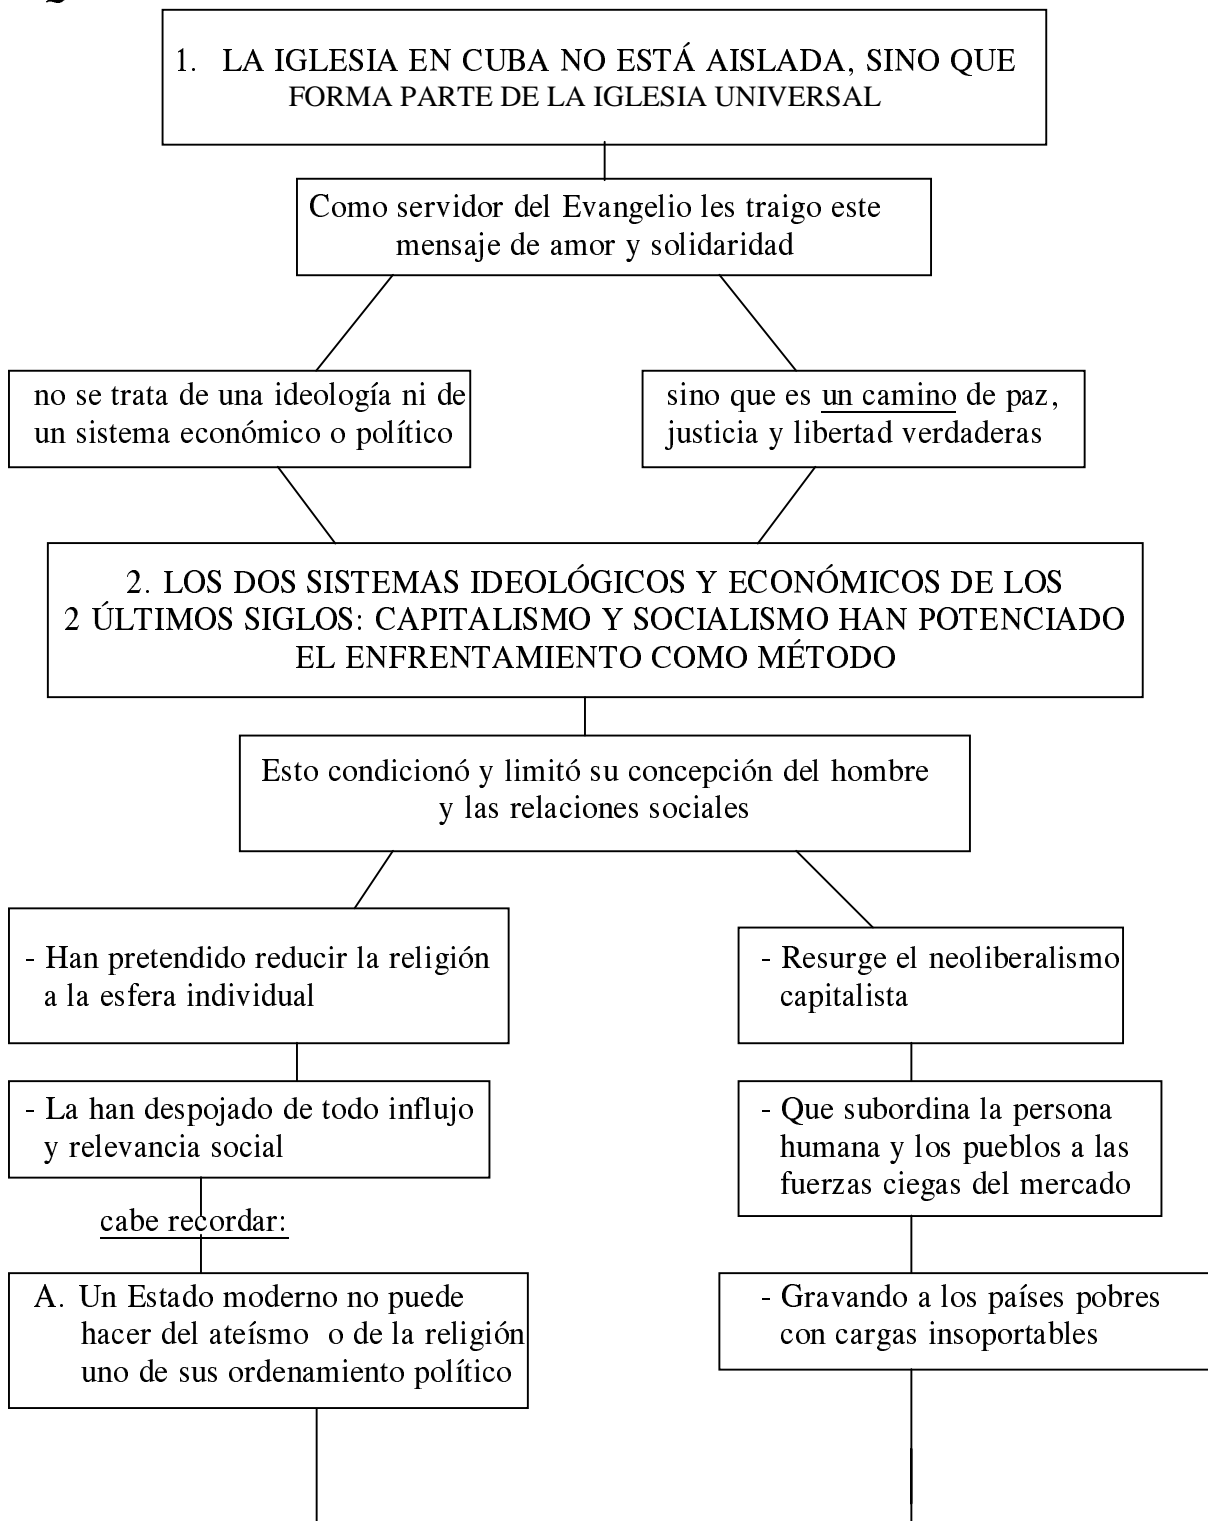 1. LA IGLESIA EN CUBA NO ESTÁ AISLADA, SINO QUE
FORMA PARTE DE LA IGLESIA UNIVERSAL
Como servidor del Evangelio les traigo este
mensaje de amor y solidaridad
no se trata de una ideología ni de
un sistema económico o político
sino que es un camino de paz,
justicia y libertad verdaderas
2. LOS DOS SISTEMAS IDEOLÓGICOS Y ECONÓMICOS DE LOS
2 ÚLTIMOS SIGLOS: CAPITALISMO Y SOCIALISMO HAN POTENCIADO
EL ENFRENTAMIENTO COMO MÉTODO
Esto condicionó y limitó su concepción del hombre
y las relaciones sociales
- Han pretendido reducir la religión
a la esfera individual
- La han despojado de todo influjo
y relevancia social
cabe recordar:
A. Un Estado moderno no puede
hacer del ateísmo o de la religión
uno de sus ordenamiento político
- Resurge el neoliberalismo
capitalista
- Que subordina la persona
humana y los pueblos a las
fuerzas ciegas del mercado
- Gravando a los países pobres
con cargas insoportables